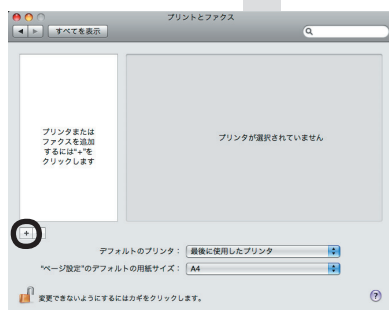 プリントとファクス
すべてを表示
プリンタまたは
ファクスを追加
するには"+"を
クリックします
プリンタが選択されていません
+
デフォルトのプリンタ： 最後に使用したプリンタ
"ページ設定"のデフォルトの用紙サイズ： A4
変更できないようにするにはカギをクリックします。
?